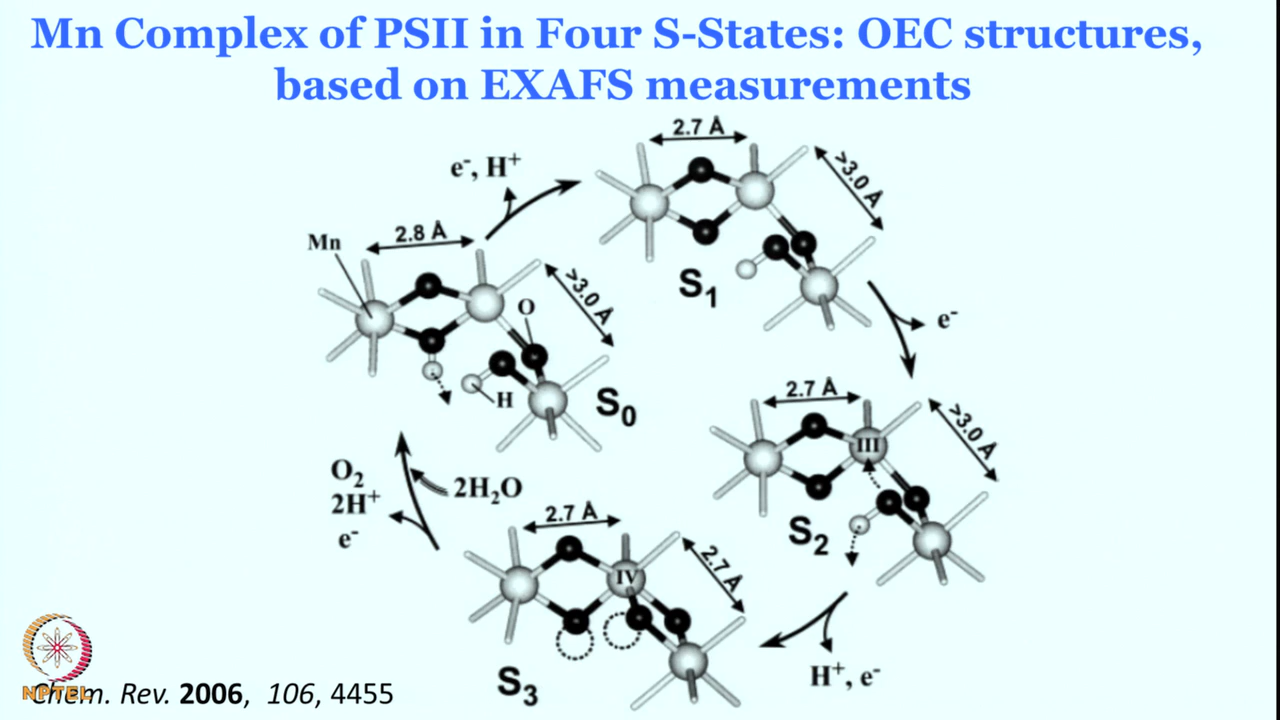 Mn Complex of PSII in Four S-States: OEC structures,
based on EXAFS measurements
2.7 Å
>3.0 Å
e⁻, H⁺
2.8 Å
Mn
>3.0 Å
O
H
S₀
S₁
e⁻
2.7 Å
>3.0 Å
III
S₂
O₂
2H⁺
e⁻
2H₂O
2.7 Å
2.7 Å
IV
S₃
H⁺, e⁻
NPTEL
Chem. Rev. 2006, 106, 4455